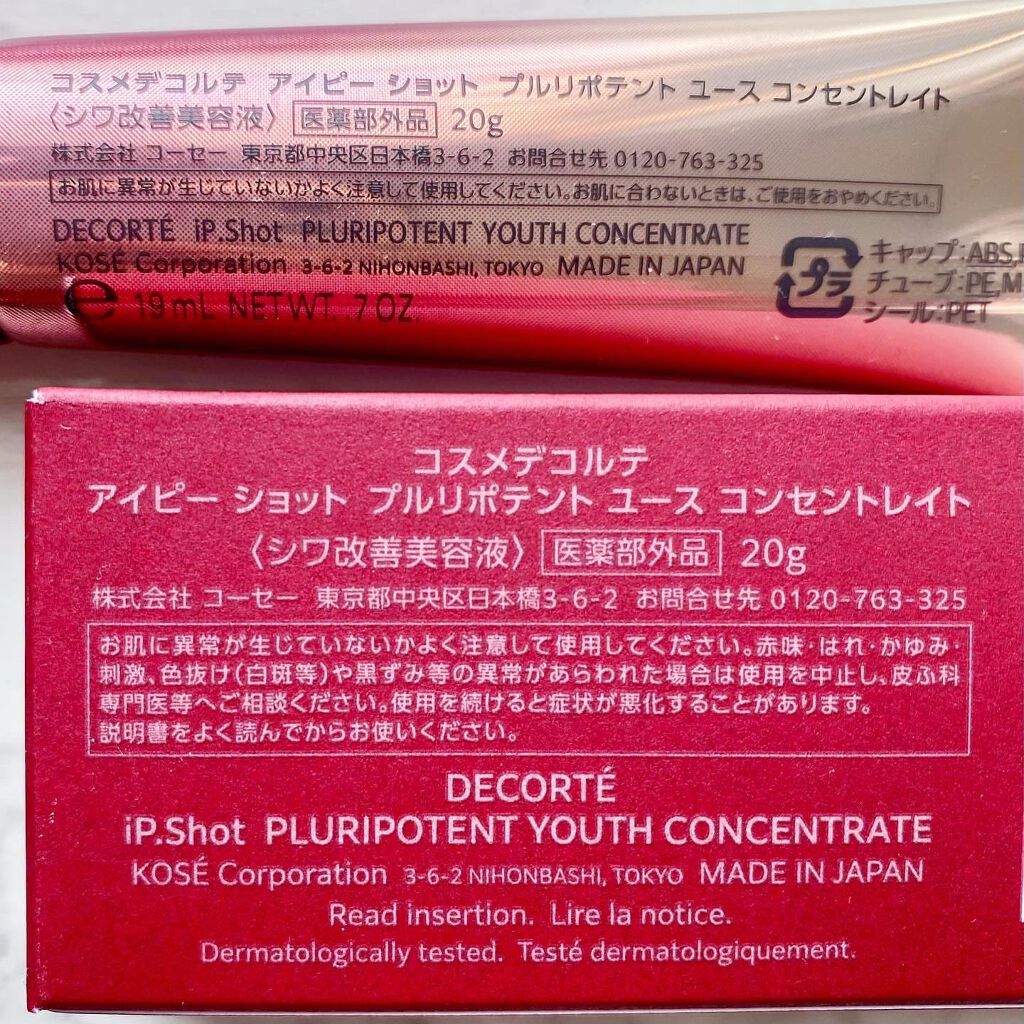 コスメデコルテ アイピー ショット プルリポテント ユース コンセントレイト
〈シワ改善美容液〉 医薬部外品 20g
株式会社 コーセー 東京都中央区日本橋3-6-2 お問合せ先 0120-763-325
お肌に異常が生じていないかよく注意して使用してください。お肌に合わないときは、ご使用をおやめください。
DECORTÉ iP.Shot PLURIPOTENT YOUTH CONCENTRATE
KOSÉ Corporation 3-6-2 NIHONBASHI, TOKYO MADE IN JAPAN
℮ 19 mL NET WT. .7 OZ.
プラ
キャップ:ABS,
チューブ:PE,M
シール:PET
コスメデコルテ
アイピー ショット プルリポテント ユース コンセントレイト
〈シワ改善美容液〉 医薬部外品 20g
株式会社 コーセー 東京都中央区日本橋3-6-2 お問合せ先 0120-763-325
お肌に異常が生じていないかよく注意して使用してください。赤味・はれ・かゆみ・
刺激、色抜け(白斑等)や黒ずみ等の異常があらわれた場合は使用を中止し、皮ふ科
専門医等へご相談ください。使用を続けると症状が悪化することがあります。
説明書をよく読んでからお使いください。
DECORTÉ
iP.Shot PLURIPOTENT YOUTH CONCENTRATE
KOSÉ Corporation 3-6-2 NIHONBASHI, TOKYO MADE IN JAPAN
Read insertion. Lire la notice.
Dermatologically tested. Testé dermatologiquement.